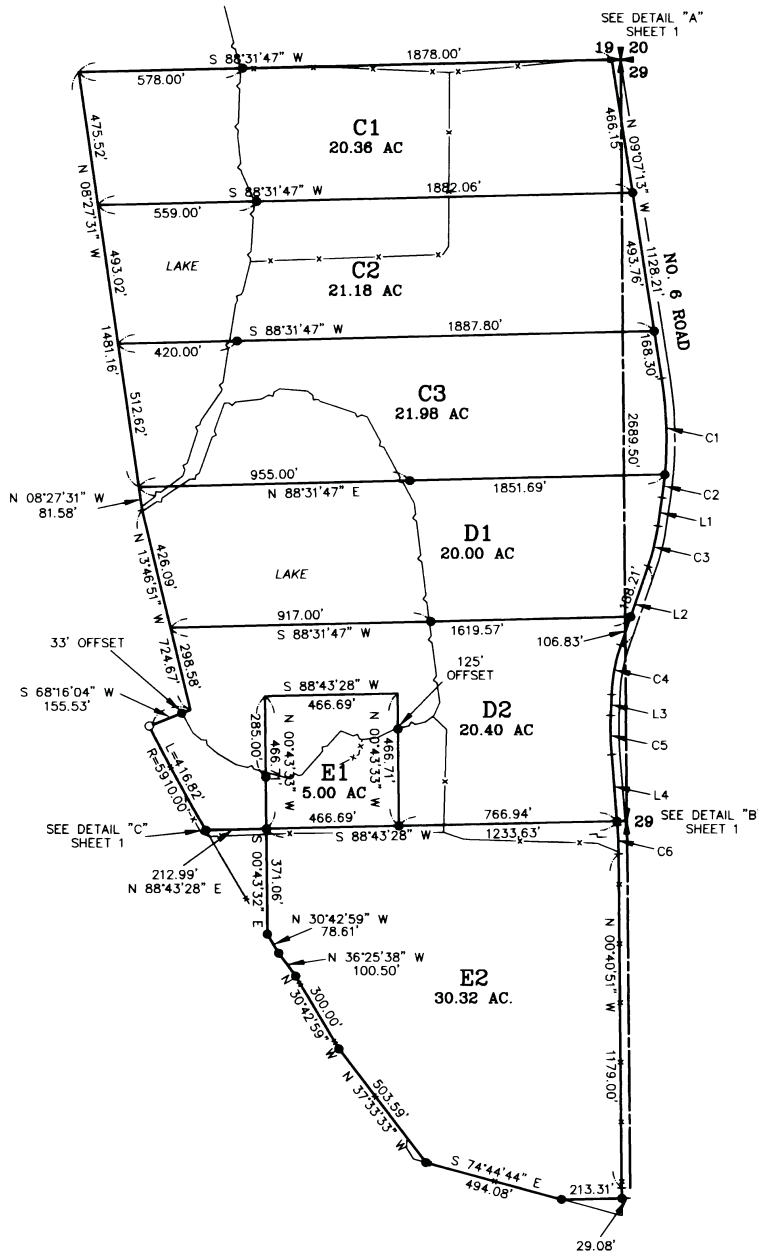 SEE DETAIL "A"
SHEET 1
19 20
29
S 88°31'47" W
1878.00'
578.00'
475.52'
C1
20.36 AC
466.15'
N 09°07'13" W
N 08°27'31" W
S 88°31'47" W
1882.06'
559.00'
493.02'
LAKE
C2
21.18 AC
493.76'
1128.21'
NO. 6 ROAD
1481.16'
S 88°31'47" W
1887.80'
420.00'
168.30'
512.62'
C3
21.98 AC
2689.50'
C1
955.00'
N 88°31'47" E
1851.69'
N 08°27'31" W
81.58'
C2
L1
C3
D1
20.00 AC
N 13°46'51" W
426.09'
LAKE
L2
917.00'
S 88°31'47" W
1619.57'
106.83'
33' OFFSET
724.67'
298.58'
125'
OFFSET
C4
S 68°16'04" W
155.53'
S 88°43'28" W
466.69'
D2
20.40 AC
L3
C5
285.00'
N 00°43'33" W
466.71'
N 00°43'33" W
466.71'
R=5910.00'
L=416.82'
E1
5.00 AC
L4
SEE DETAIL "C"
SHEET 1
466.69'
S 88°43'28" W
766.94'
1233.63'
29
SEE DETAIL "B"
SHEET 1
C6
212.99'
N 88°43'28" E
S 00°43'32" E
371.06'
N 30°42'59" W
78.61'
N 36°25'38" W
100.50'
E2
30.32 AC.
N 00°40'51" W
300.00'
N 30°42'59" W
503.59'
N 37°33'33" W
1179.00'
S 74°44'44" E
494.08'
213.31'
29.08'